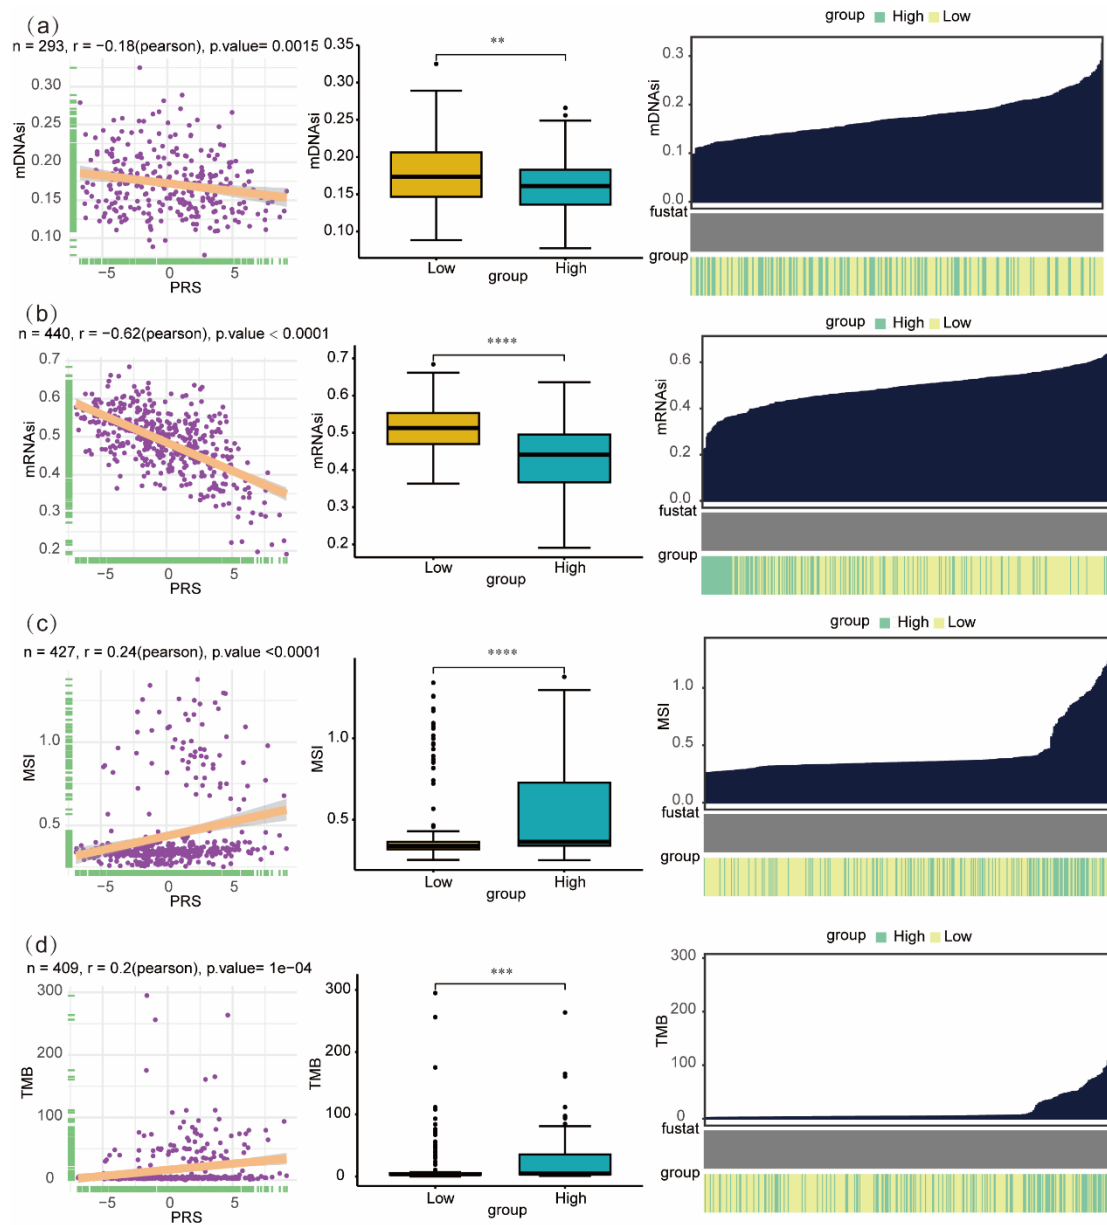 (a)
n = 293, r = −0.18(pearson), p.value= 0.0015
mDNAsi
0.30
0.25
0.20
0.15
0.10
−5 0 5
PRS
mDNAsi
0.35
0.30
0.25
0.20
0.15
0.10
**
Low High
group
group High Low
mDNAsi
0.3
0.2
0.1
0.0
fustat
group
(b)
n = 440, r = −0.62(pearson), p.value < 0.0001
mRNAsi
0.7
0.6
0.5
0.4
0.3
0.2
−5 0 5
PRS
mRNAsi
0.7
0.6
0.5
0.4
0.3
0.2
****
Low High
group
group High Low
mRNAsi
0.6
0.4
0.2
0.0
fustat
group
(c)
n = 427, r = 0.24(pearson), p.value <0.0001
MSI
1.0
0.5
−5 0 5
PRS
MSI
1.0
0.5
****
Low High
group
group High Low
MSI
1.0
0.5
0.0
fustat
group
(d)
n = 409, r = 0.2(pearson), p.value= 1e−04
TMB
300
200
100
0
−5 0 5
PRS
TMB
300
200
100
0
***
Low High
group
group High Low
TMB
300
200
100
0
fustat
group